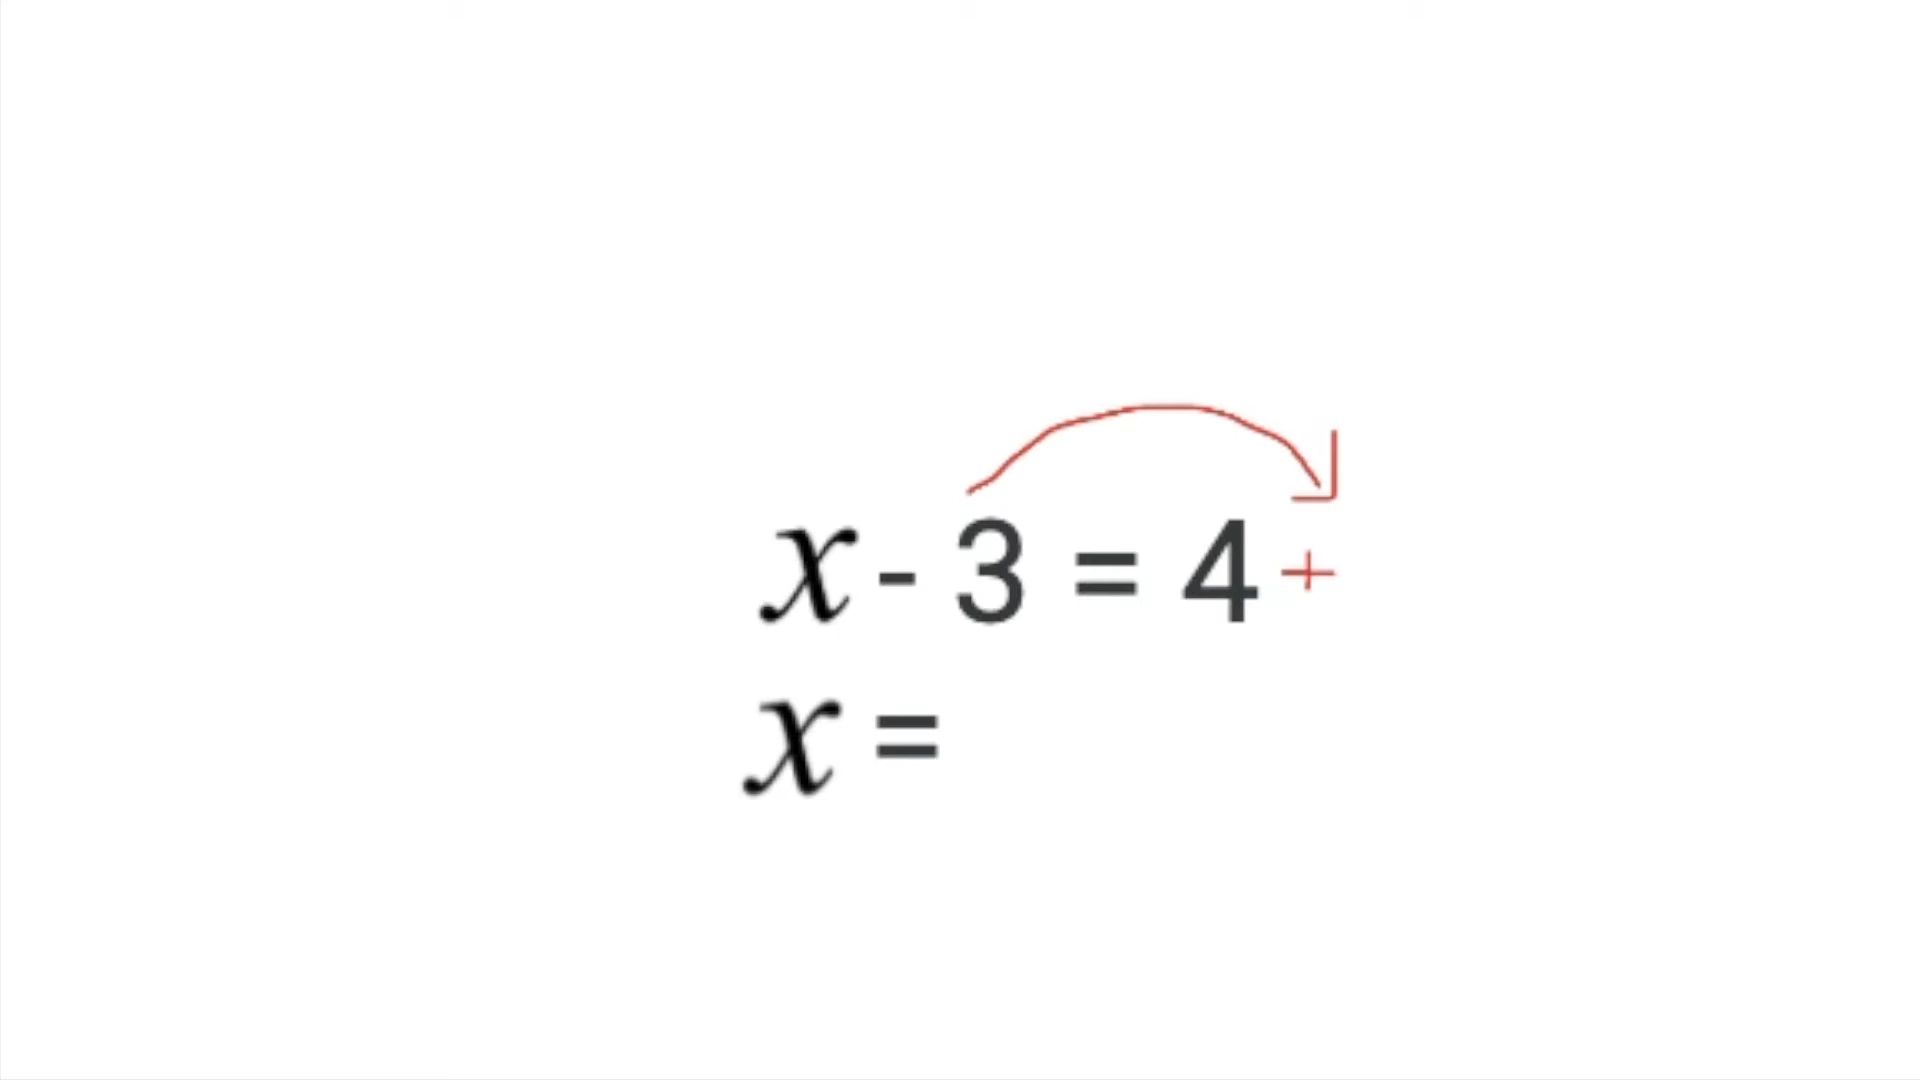 x - 3 = 4 +
x =